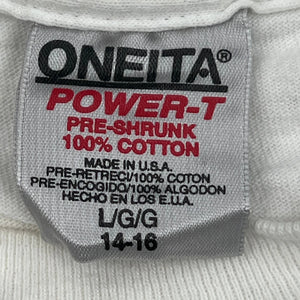 ONEITA®
POWER-T
PRE-SHRUNK
100% COTTON
MADE IN U.S.A.
PRE-RETRECI/100% COTON
PRE-ENCOGIDO/100% ALGODON
HECHO EN LOS E.U.A.
L/G/G
14-16